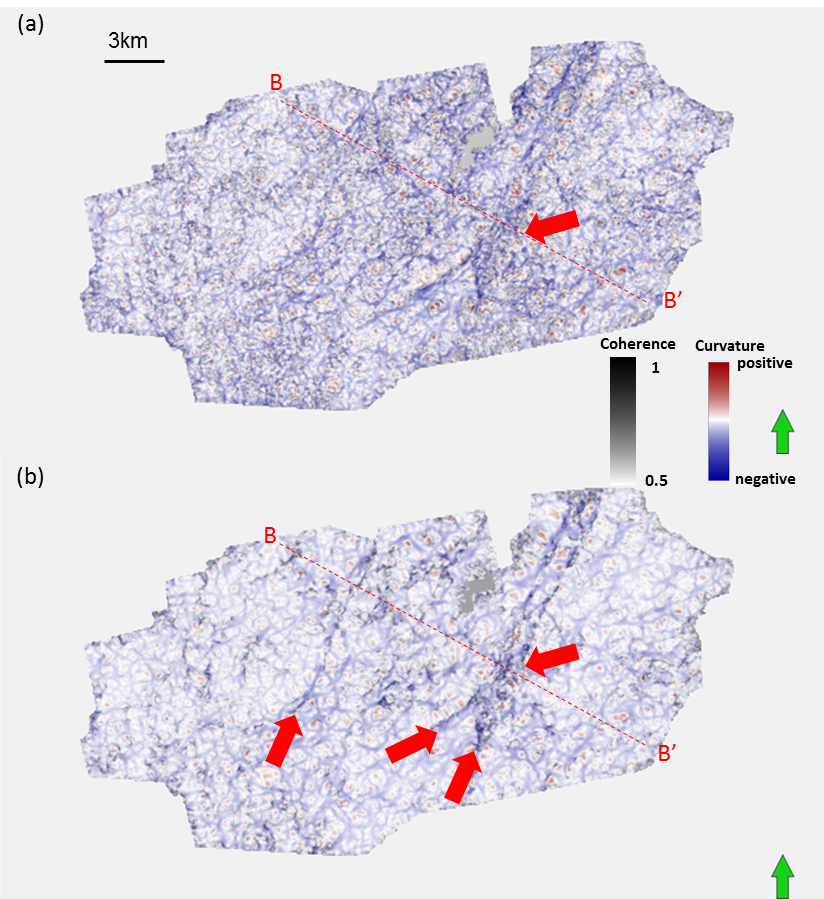 (a)
3km
B
B’
Coherence
Curvature
1
positive
0.5
negative
(b)
B
B’